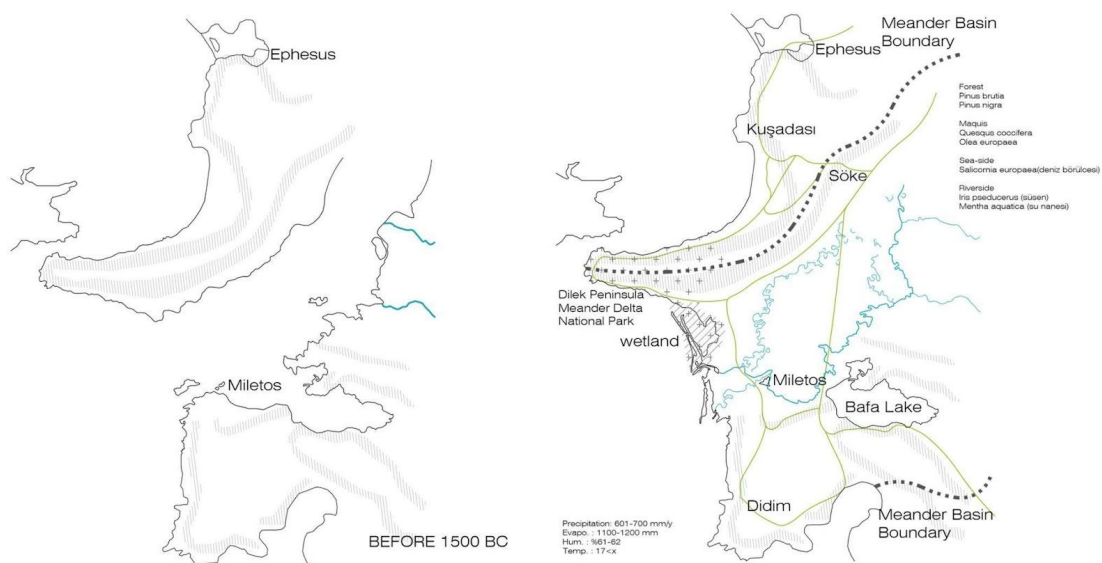 Ephesus
Miletos
BEFORE 1500 BC
Meander Basin
Boundary
Ephesus
Forest
Pinus brutia
Pinus nigra
Maquis
Quesqus coccifera
Olea europaea
Sea-side
Salicornia europaea(deniz börülcesi)
Riverside
Iris pseducerus (süsen)
Mentha aquatica (su nanesi)
Kuşadası
Söke
Dilek Peninsula
Meander Delta
National Park
wetland
Miletos
Bafa Lake
Didim
Meander Basin
Boundary
Precipitation: 601-700 mm/y
Evapo. : 1100-1200 mm
Hum. : %61-62
Temp. : 17<x